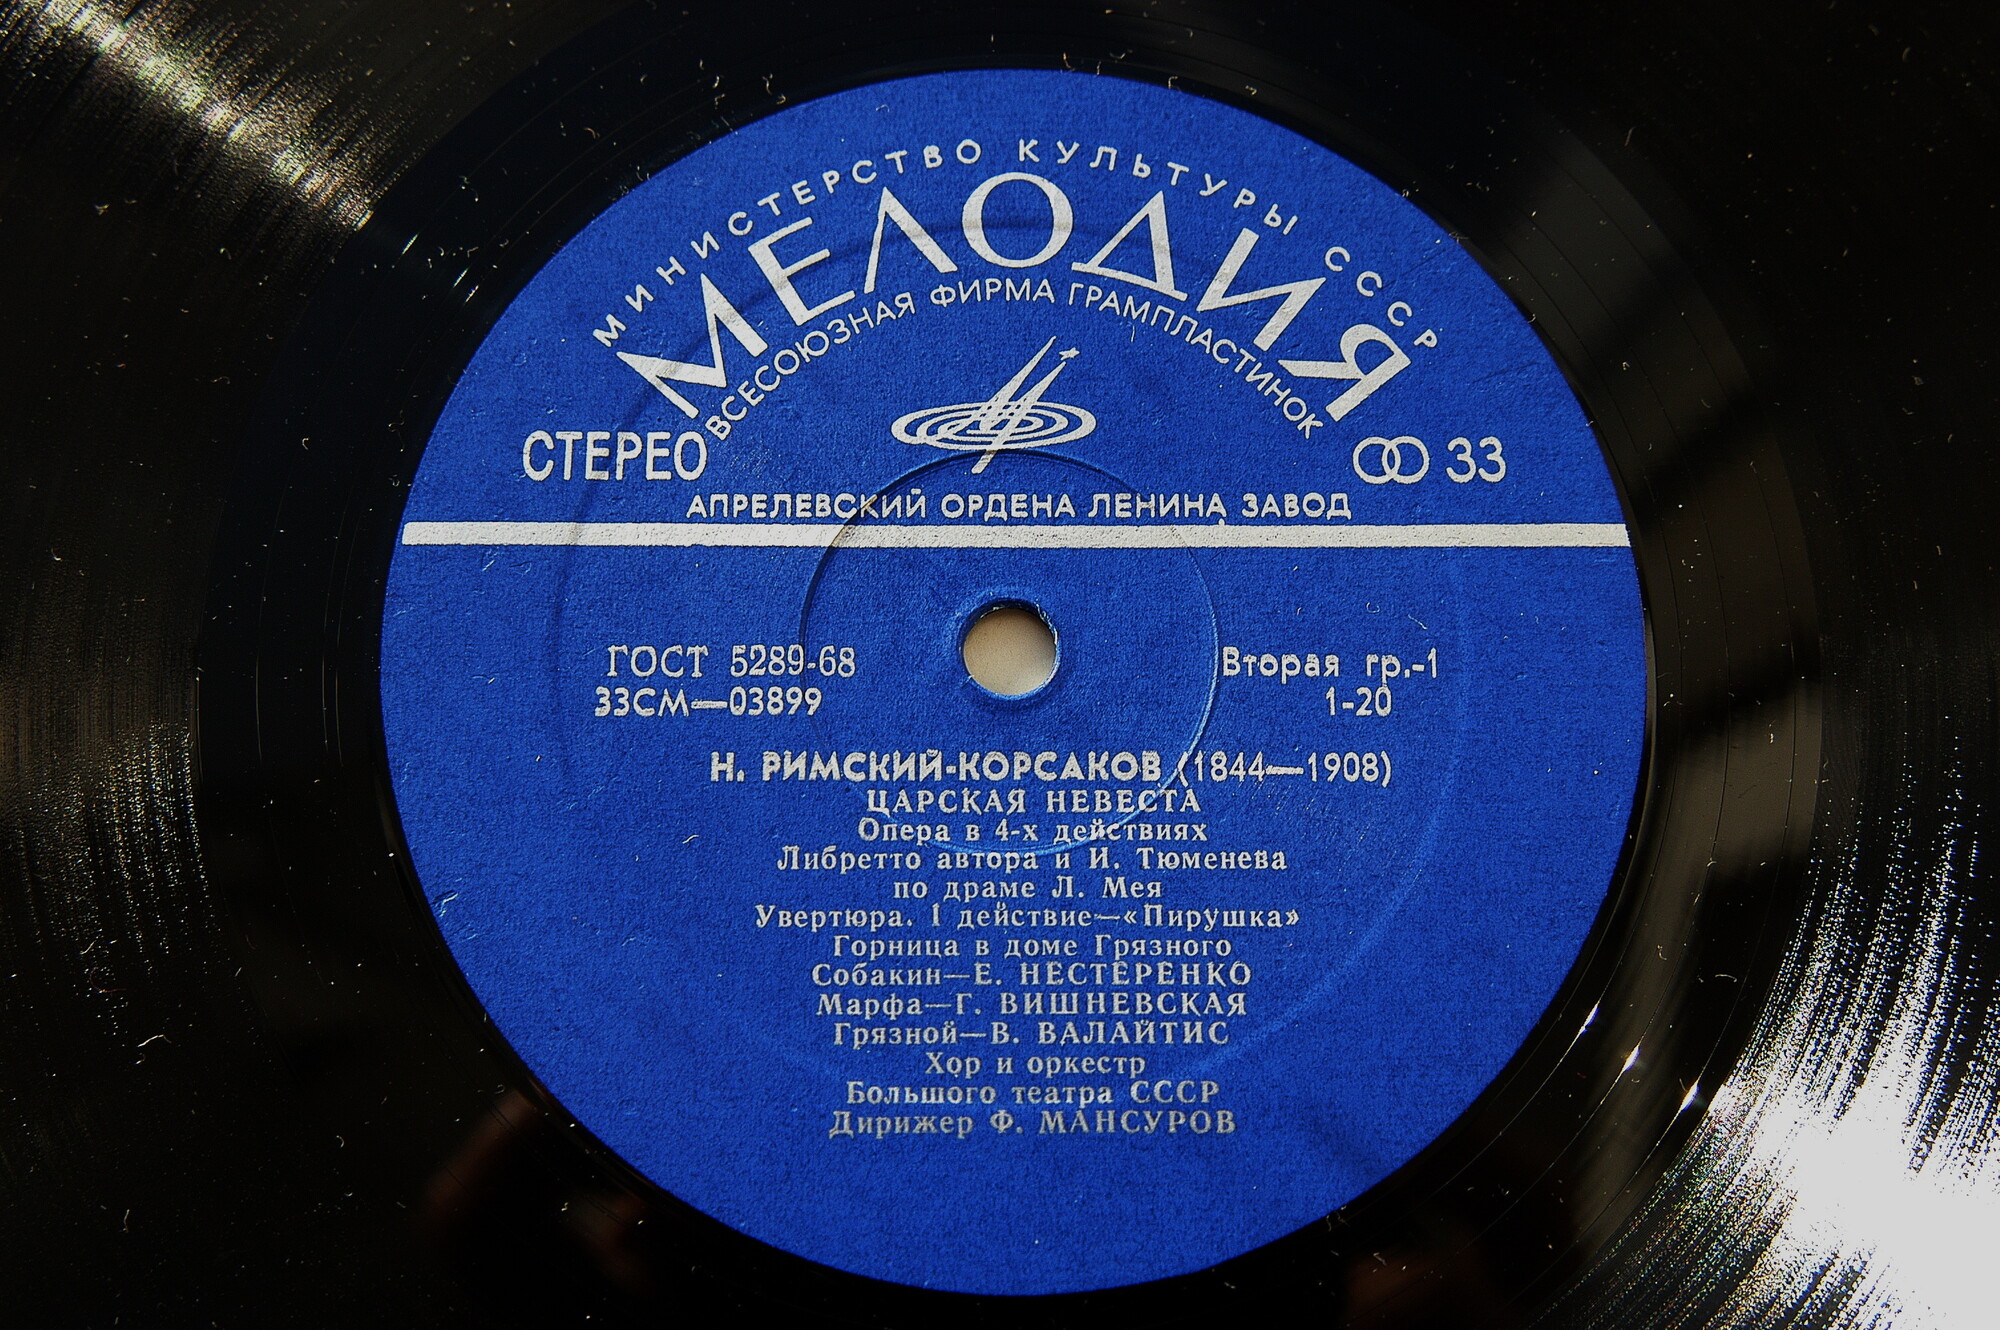 МИНИСТЕРСТВО КУЛЬТУРЫ СССР
МЕЛОДИЯ
ВСЕСОЮЗНАЯ ФИРМА ГРАМПЛАСТИНОК
СТЕРЕО
33
АПРЕЛЕВСКИЙ ОРДЕНА ЛЕНИНА ЗАВОД
ГОСТ 5289-68
33СМ—03899
Вторая гр.-1
1-20
Н. РИМСКИЙ-КОРСАКОВ (1844—1908)
ЦАРСКАЯ НЕВЕСТА
Опера в 4-х действиях
Либретто автора и И. Тюменева
по драме Л. Мея
Увертюра. 1 действие—«Пирушка»
Горница в доме Грязного
Собакин—Е. НЕСТЕРЕНКО
Марфа—Г. ВИШНЕВСКАЯ
Грязной—В. ВАЛАЙТИС
Хор и оркестр
Большого театра СССР
Дирижер Ф. МАНСУРОВ